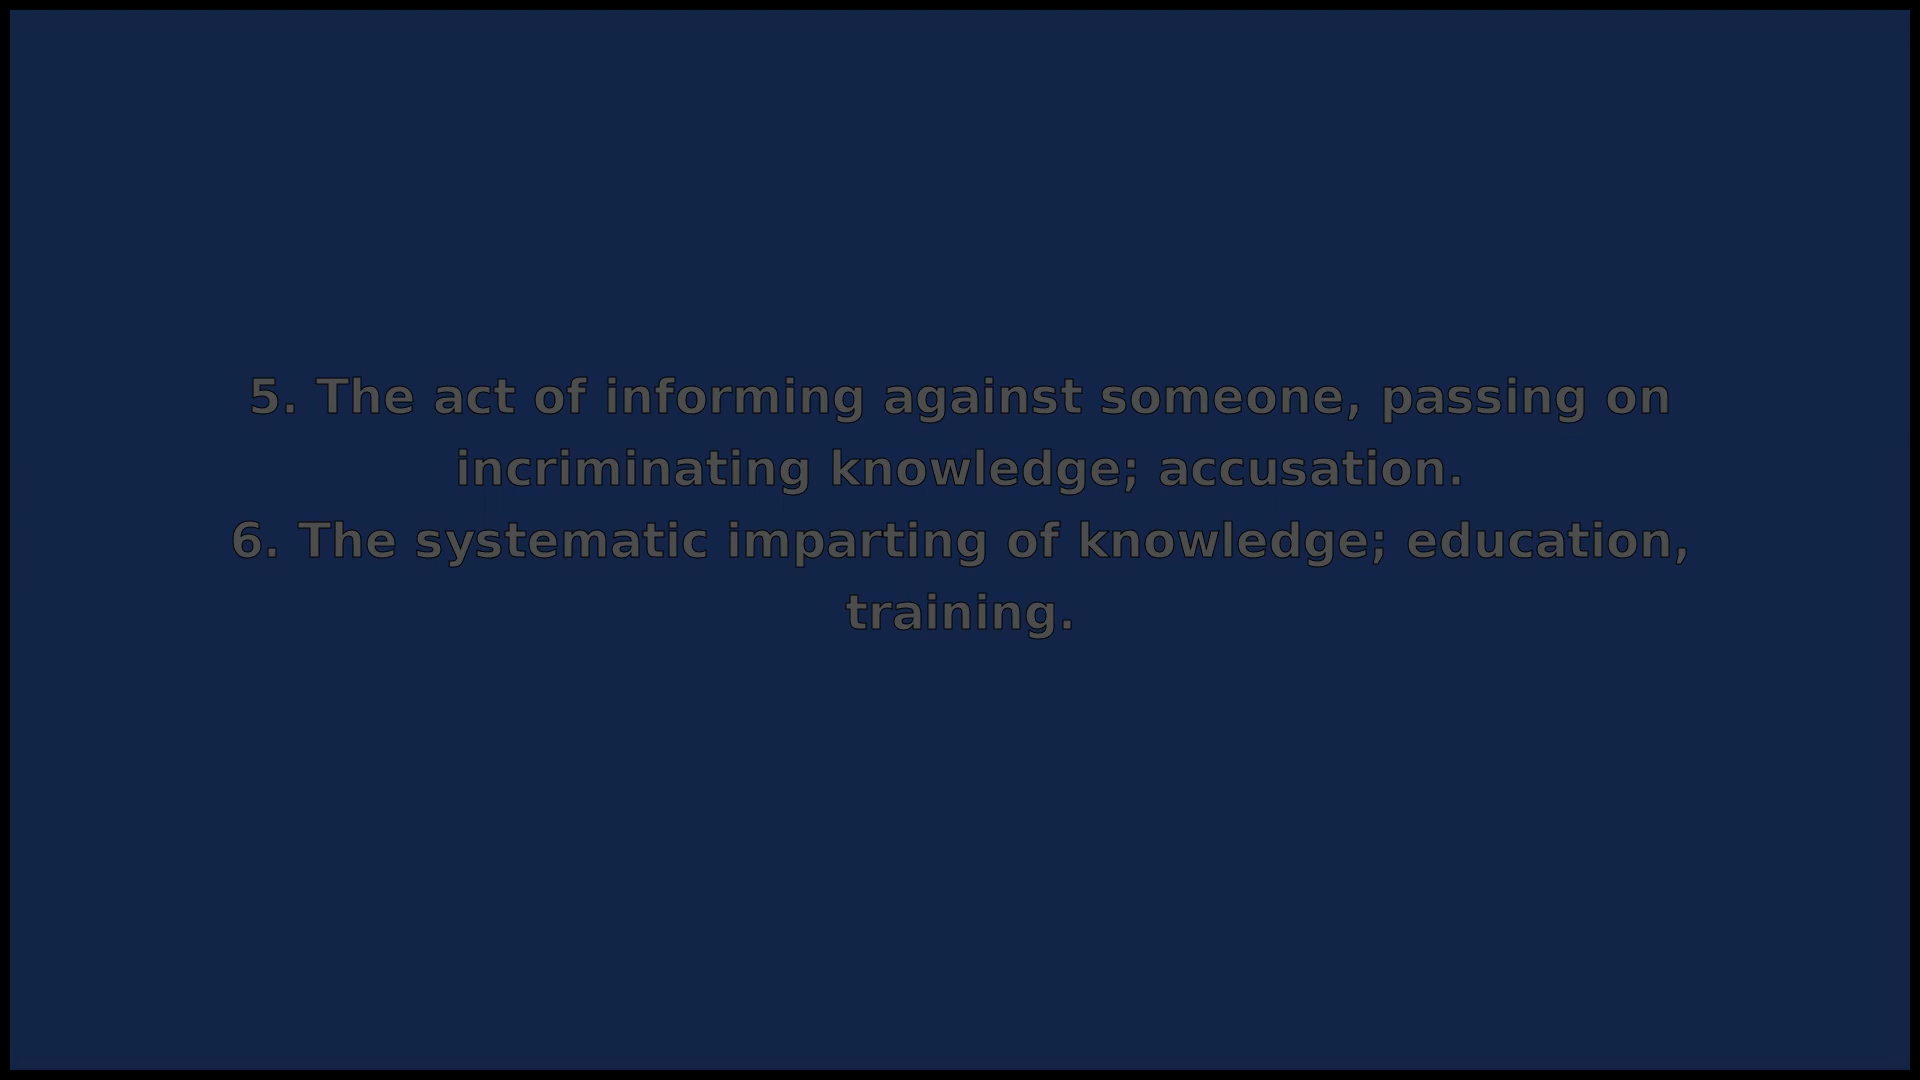 5. The act of informing against someone, passing on
incriminating knowledge; accusation.
6. The systematic imparting of knowledge; education,
training.